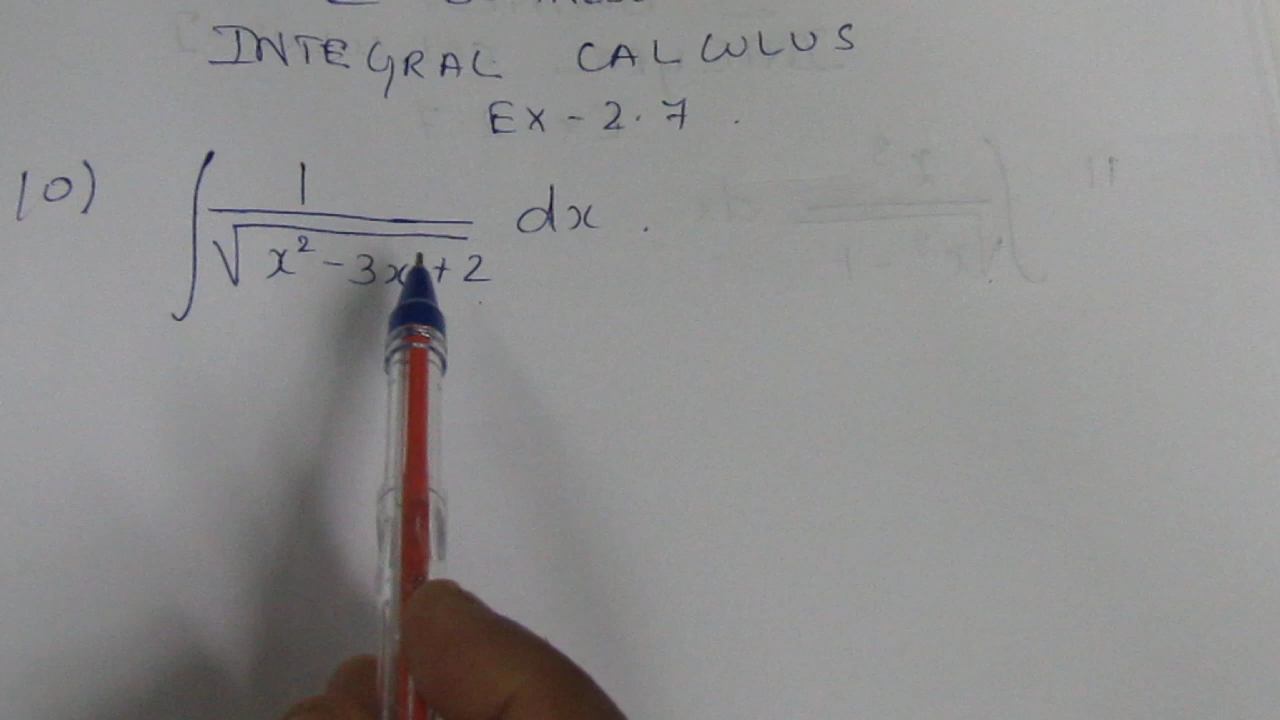 INTEGRAL CALCULUS
EX - 2.7.
10) ∫ 1/√(x² - 3x + 2) dx.